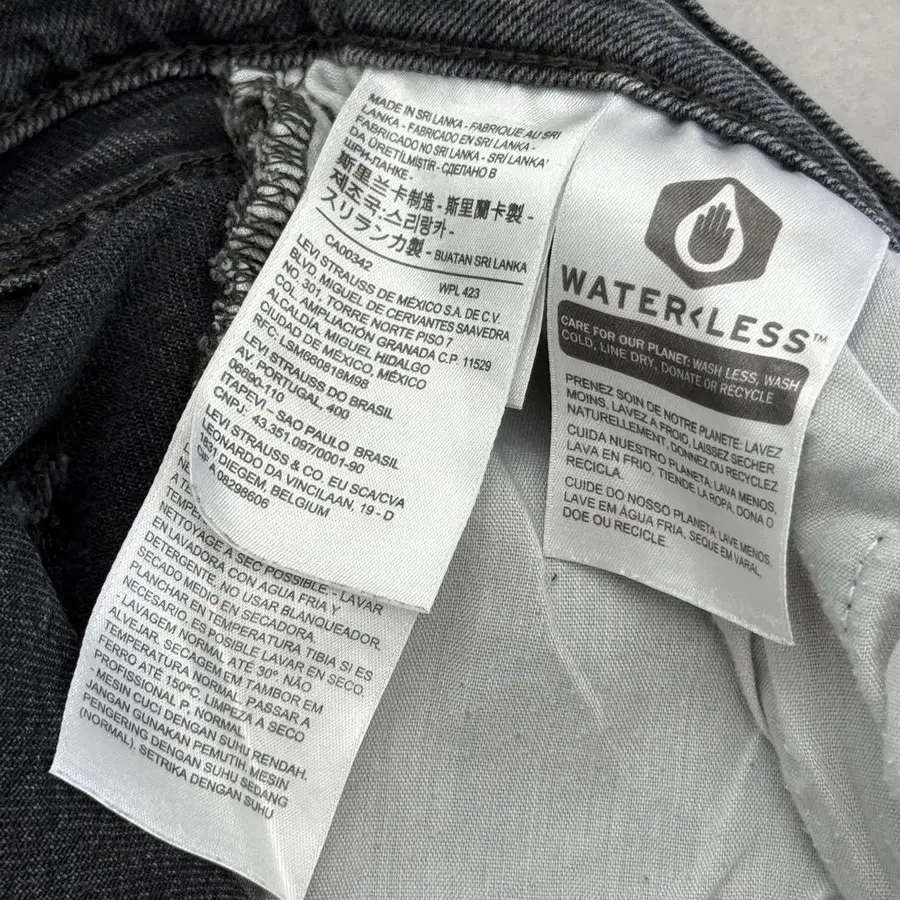 MADE IN SRI LANKA - FABRIQUE AU SRI
LANKA - FABRICADO EN SRI LANKA -
FABRICADO NO SRI LANKA - SRI LANKA'
DA ÜRETILMISTIR - СДЕЛАНО В
ШРИ-ЛАНКЕ -
斯里兰卡制造 - 斯里蘭卡製 -
제조국: 스리랑카 -
スリランカ製 - BUATAN SRI LANKA
CA00342
WPL 423
LEVI STRAUSS DE MÉXICO S.A. DE C.V.
BLVD. MIGUEL DE CERVANTES SAAVEDRA
NO. 301, TORRE NORTE PISO 7
COL. AMPLIACIÓN GRANADA C.P. 11529
ALCALDÍA, MIGUEL HIDALGO
CIUDAD DE MÉXICO, MÉXICO
RFC: LSM6808
LEVI STRAUSS DO BRASIL
AV. PORTUGAL, 400
06690-110
ITAPEVI - SAO PAULO BRASIL
CNPJ: 43.351.097/0001-90
LEVI STRAUSS & CO. EU SCA/CVA
LEONARDO DA VINCILAAN, 19 - D
1831 DIEGEM, BELGIUM
A 08298606
NETTOYAGE A SEC POSSIBLE. - LAVAR
EN LAVADORA CON AGUA FRIA Y
DETERGENTE, NO USAR BLANQUEADOR.
SECADO MEDIO EN SECADORA.
PLANCHAR EN TEMPERATURA TIBIA SI ES
NECESARIO, ES POSIBLE LAVAR EN SECO.
- LAVAGEM NORMAL ATÉ 30º NÃO
ALVEJAR, SECAGEM EM TAMBOR EM
TEMPERATURA NORMAL, PASSAR A
FERRO ATÉ 150ºC. LIMPEZA A SECO
PROFISSIONAL P, NORMAL
- MESIN CUCI DENGAN SUHU RENDAH.
JANGAN GUNAKAN PEMUTIH. MESIN
PENGERING DENGAN SUHU SEDANG
(NORMAL). SETRIKA DENGAN SUHU
WATER<LESS™
CARE FOR OUR PLANET: WASH LESS, WASH
COLD, LINE DRY, DONATE OR RECYCLE
PRENEZ SOIN DE NOTRE PLANETE: LAVEZ
MOINS, LAVEZ A FROID, LAISSEZ SECHER
NATURELLEMENT, DONNEZ OU RECYCLEZ
CUIDA NUESTRO PLANETA: LAVA MENOS,
LAVA EN FRIO, TIENDE LA ROPA, DONA O
RECICLA.
CUIDE DO NOSSO PLANETA: LAVE MENOS,
LAVE EM ÁGUA FRIA, SEQUE EM VARAL,
DOE OU RECICLE.